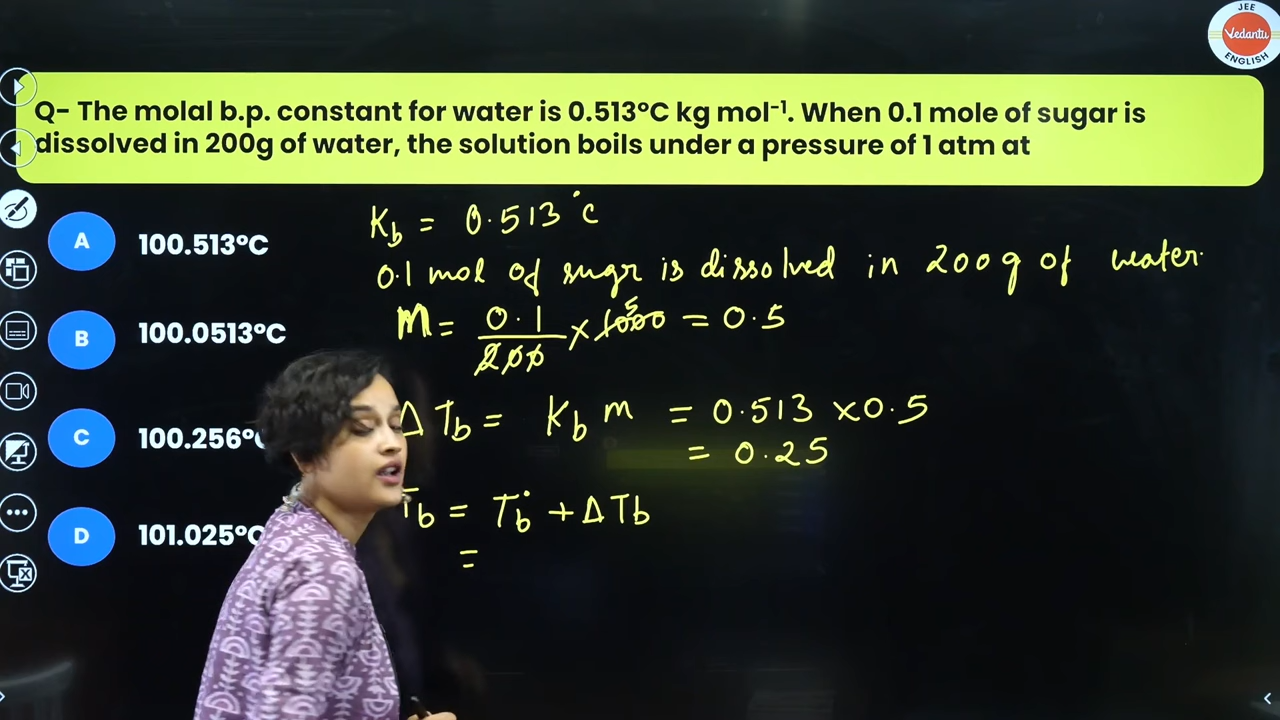 JEE
Vedantu
ENGLISH
Q- The molal b.p. constant for water is 0.513°C kg mol⁻¹. When 0.1 mole of sugar is
dissolved in 200g of water, the solution boils under a pressure of 1 atm at
A 100.513°C
B 100.0513°C
C 100.256°C
D 101.025°C
Kb = 0.513°c
0.1 mol of sugr is dissolved in 200g of water.
m = 0.1/200 × 1000 5 = 0.5
Δ Tb = Kb m = 0.513 × 0.5
= 0.25
Tb = Tb° + ΔTb
=